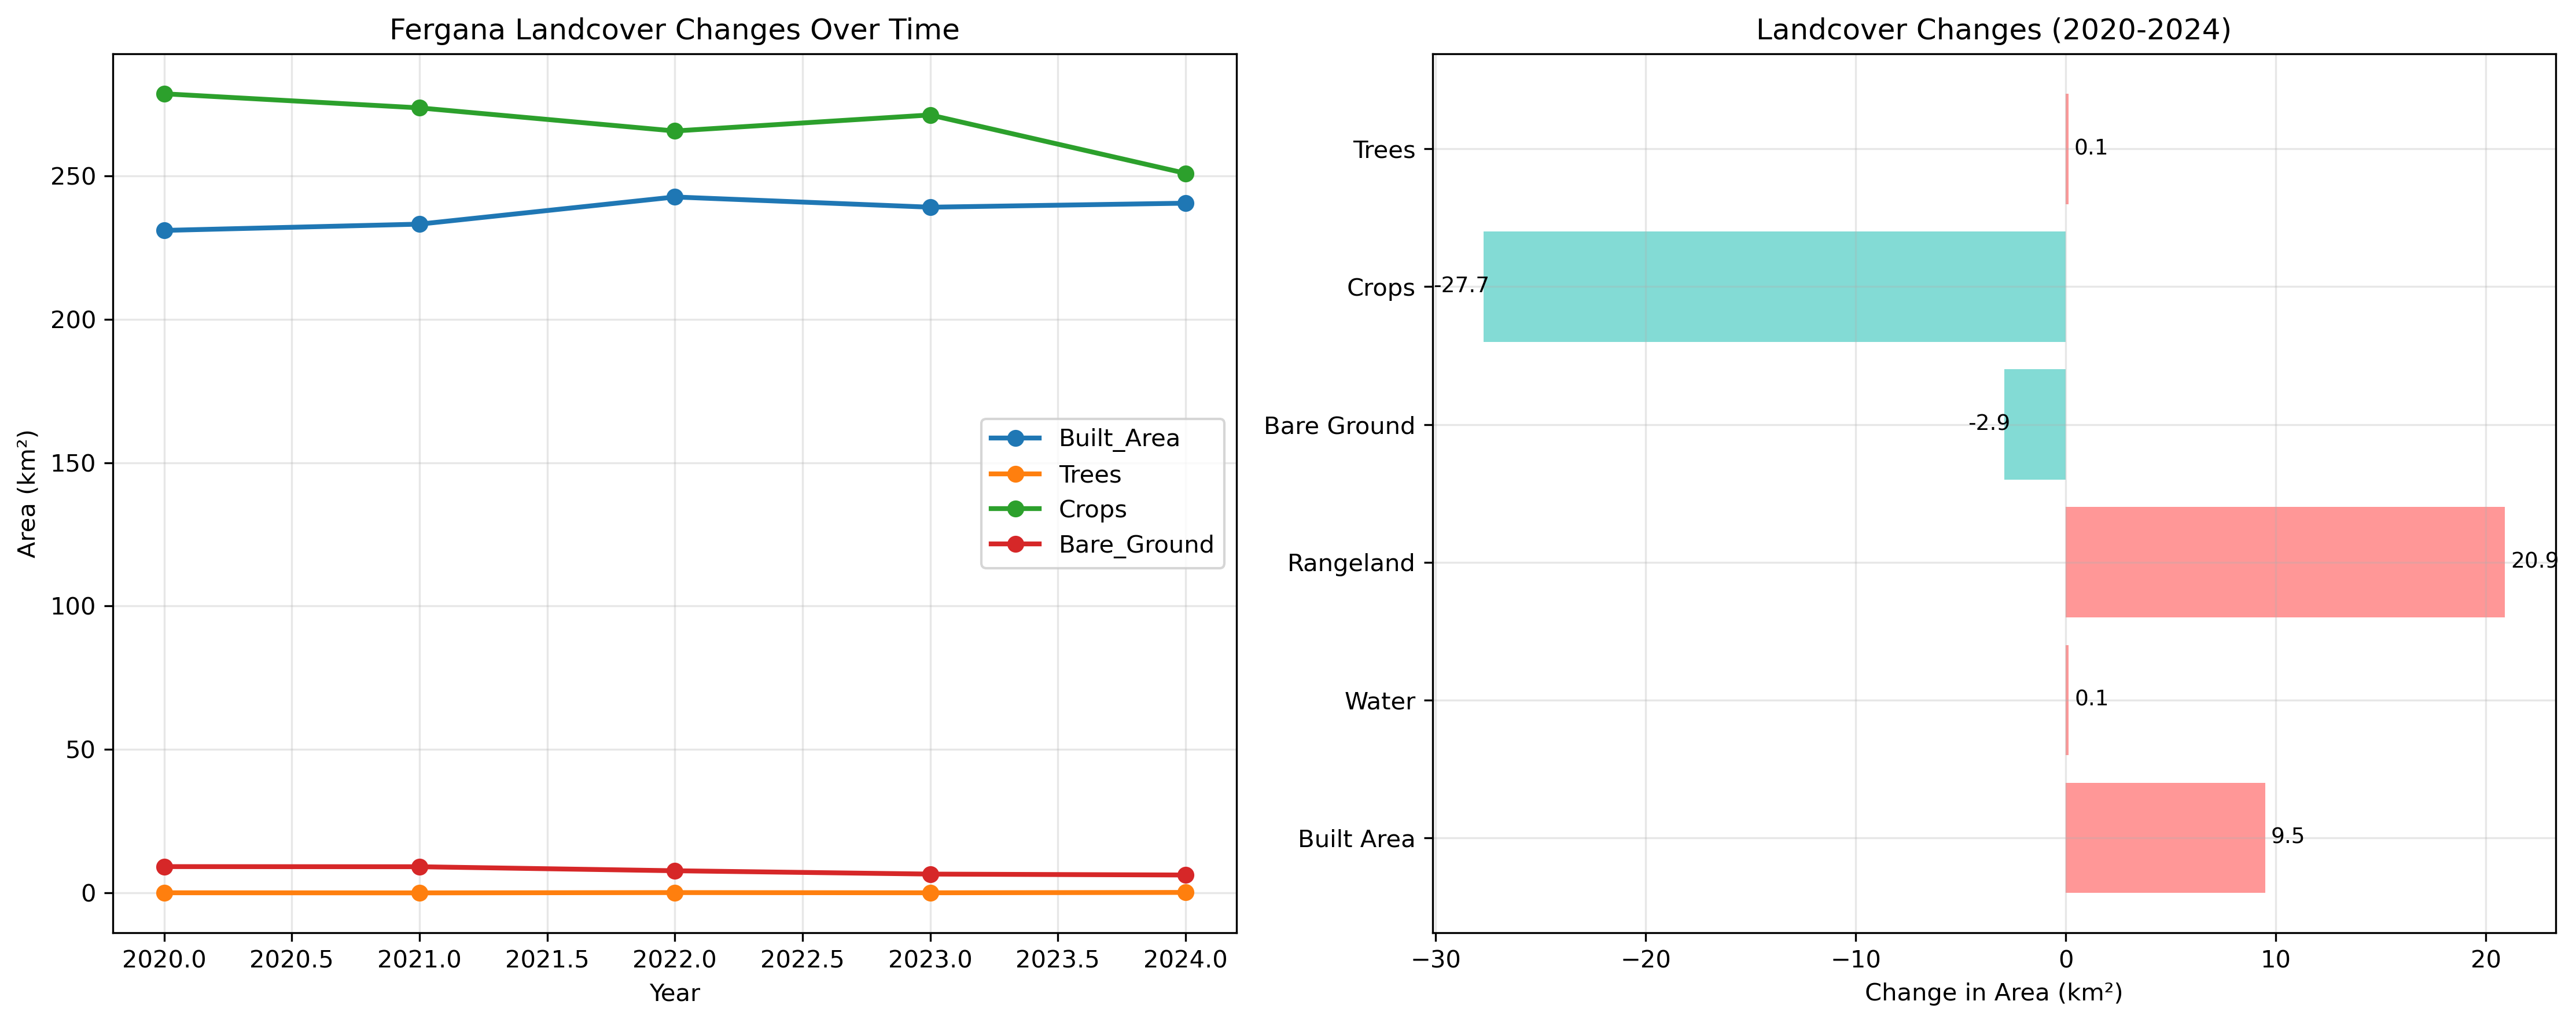 Fergana Landcover Changes Over Time
Area (km²)
250
200
150
100
50
0
2020.0 2020.5 2021.0 2021.5 2022.0 2022.5 2023.0 2023.5 2024.0
Year
Built_Area
Trees
Crops
Bare_Ground
Landcover Changes (2020-2024)
Trees 0.1
Crops -27.7
Bare Ground -2.9
Rangeland 20.9
Water 0.1
Built Area 9.5
−30 −20 −10 0 10 20
Change in Area (km²)